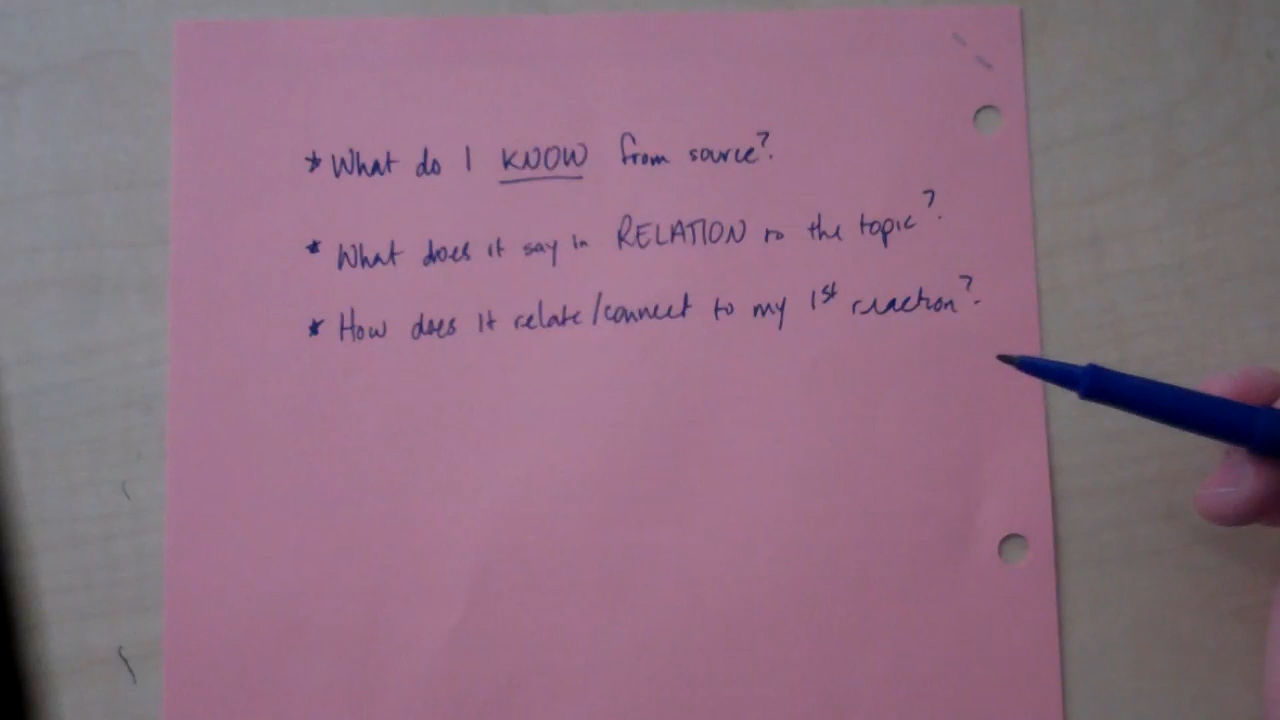 * What do I KNOW from source?
* What does it say in RELATION to the topic?
* How does it relate/connect to my 1st reaction?